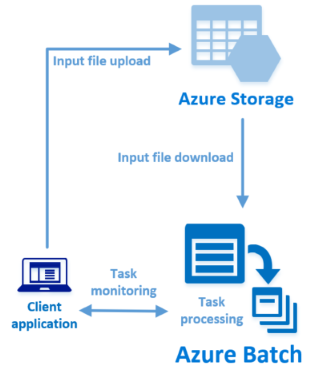 Input file upload
Azure Storage
Input file download
Task
monitoring
Client
application
Task
processing
Azure Batch